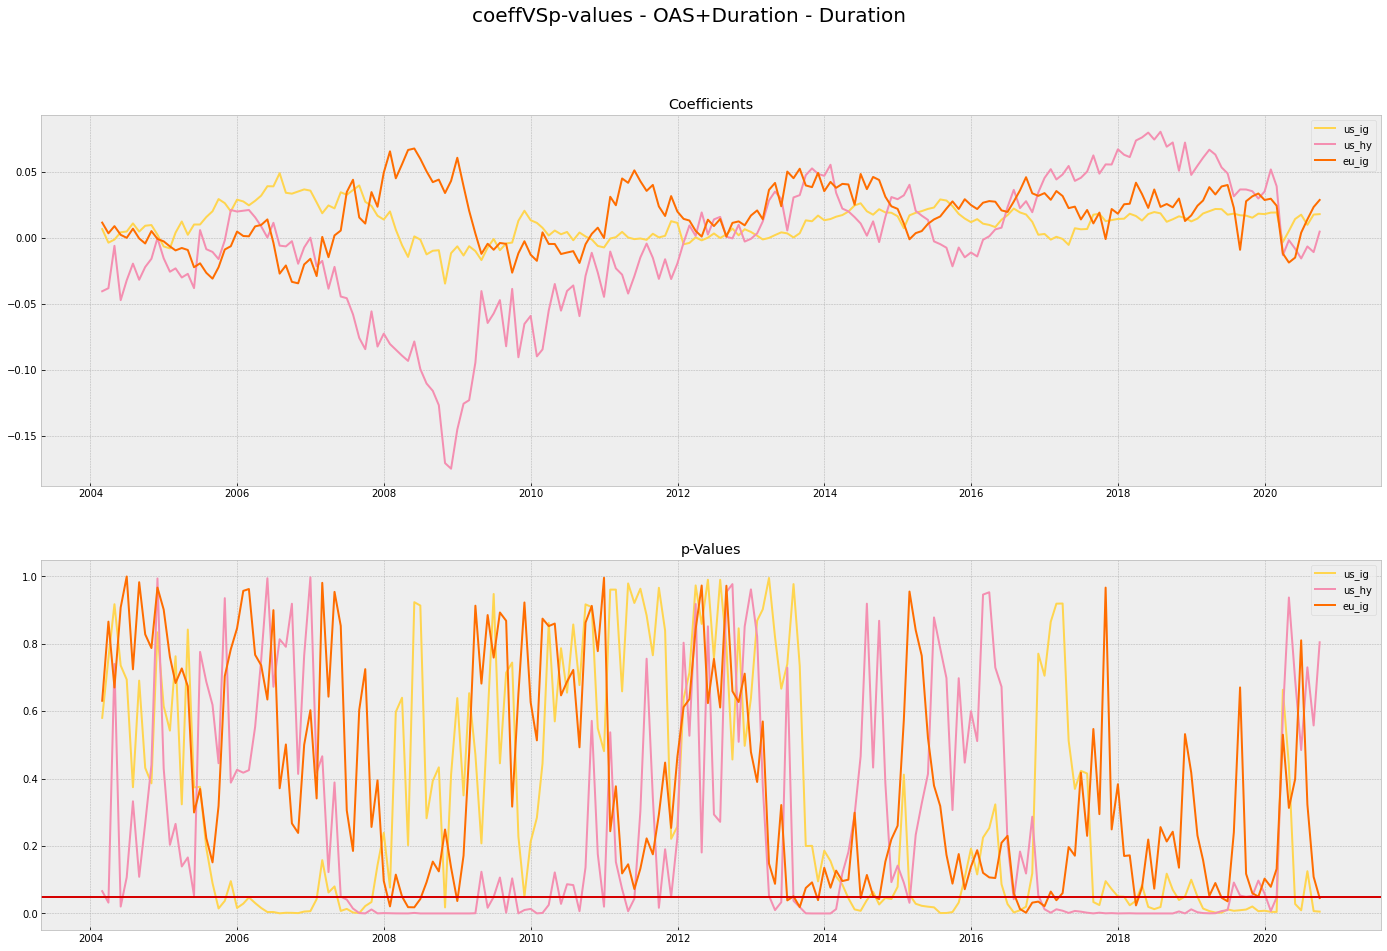 coeffVSp-values - OAS+Duration - Duration
Coefficients
us_ig
us_hy
eu_ig
0.05
0.00
−0.05
−0.10
−0.15
2004 2006 2008 2010 2012 2014 2016 2018 2020
p-Values
us_ig
us_hy
eu_ig
1.0
0.8
0.6
0.4
0.2
0.0
2004 2006 2008 2010 2012 2014 2016 2018 2020